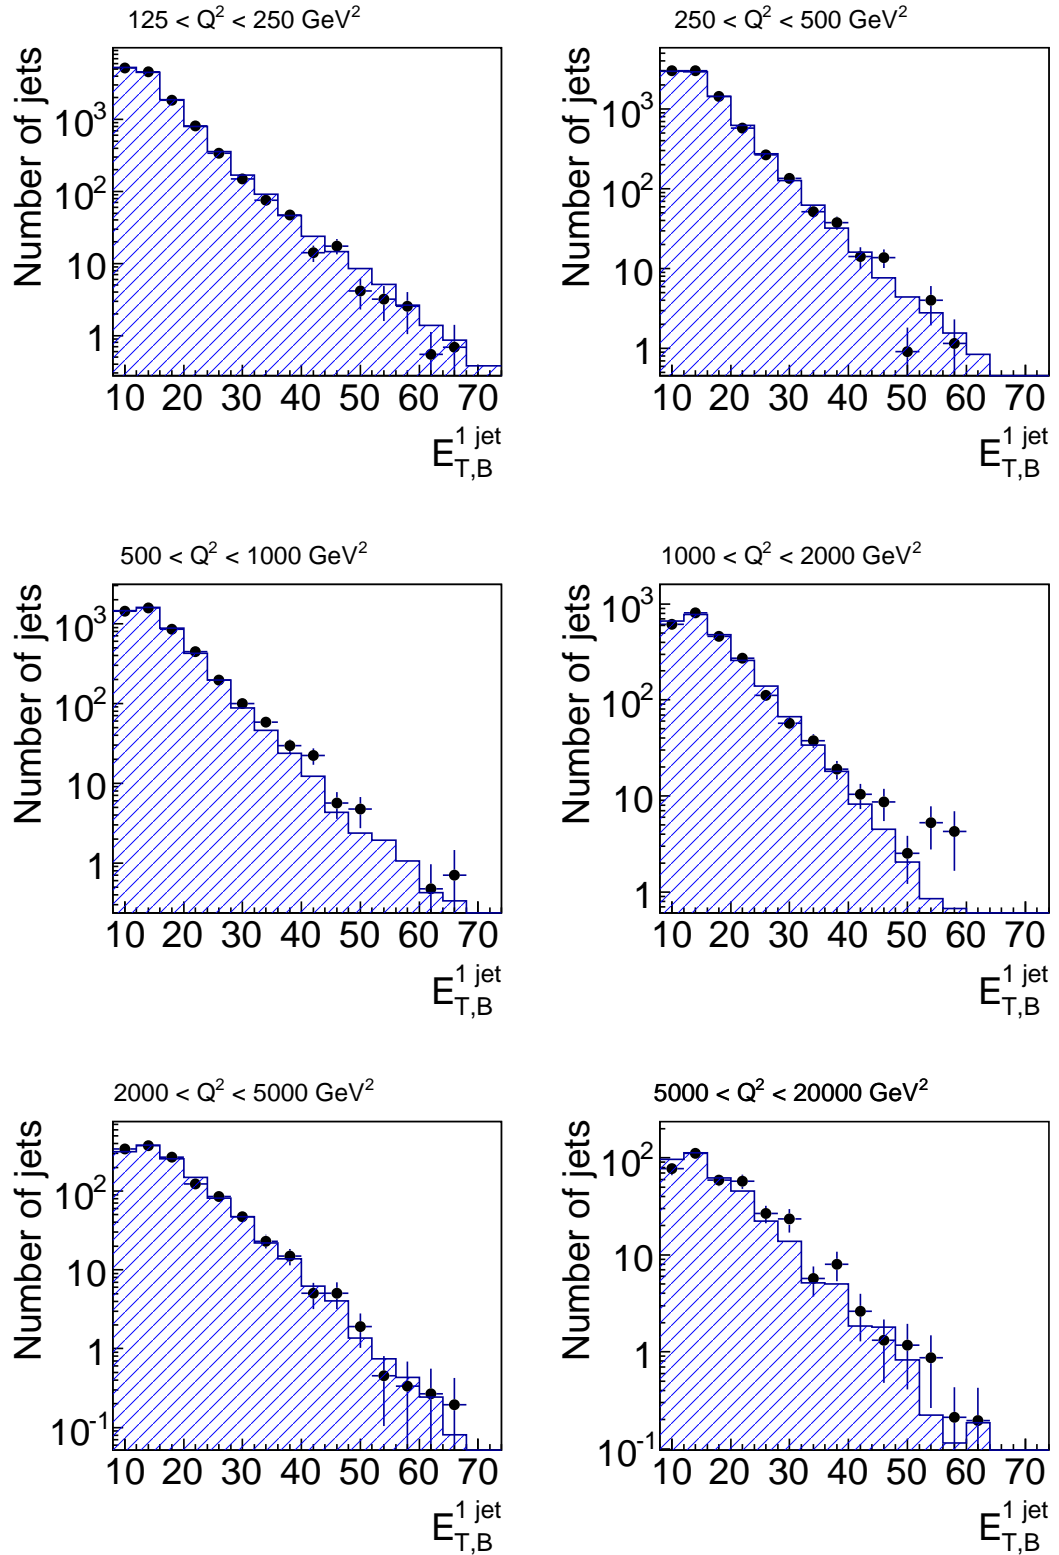 125 < Q² < 250 GeV²
Number of jets
10³
10²
10
1
10 20 30 40 50 60 70
E_{T,B}^{1 jet}
250 < Q² < 500 GeV²
Number of jets
10³
10²
10
1
10 20 30 40 50 60 70
E_{T,B}^{1 jet}
500 < Q² < 1000 GeV²
Number of jets
10³
10²
10
1
10 20 30 40 50 60 70
E_{T,B}^{1 jet}
1000 < Q² < 2000 GeV²
Number of jets
10³
10²
10
1
10 20 30 40 50 60 70
E_{T,B}^{1 jet}
2000 < Q² < 5000 GeV²
Number of jets
10²
10
1
10⁻¹
10 20 30 40 50 60 70
E_{T,B}^{1 jet}
5000 < Q² < 20000 GeV²
Number of jets
10²
10
1
10⁻¹
10 20 30 40 50 60 70
E_{T,B}^{1 jet}